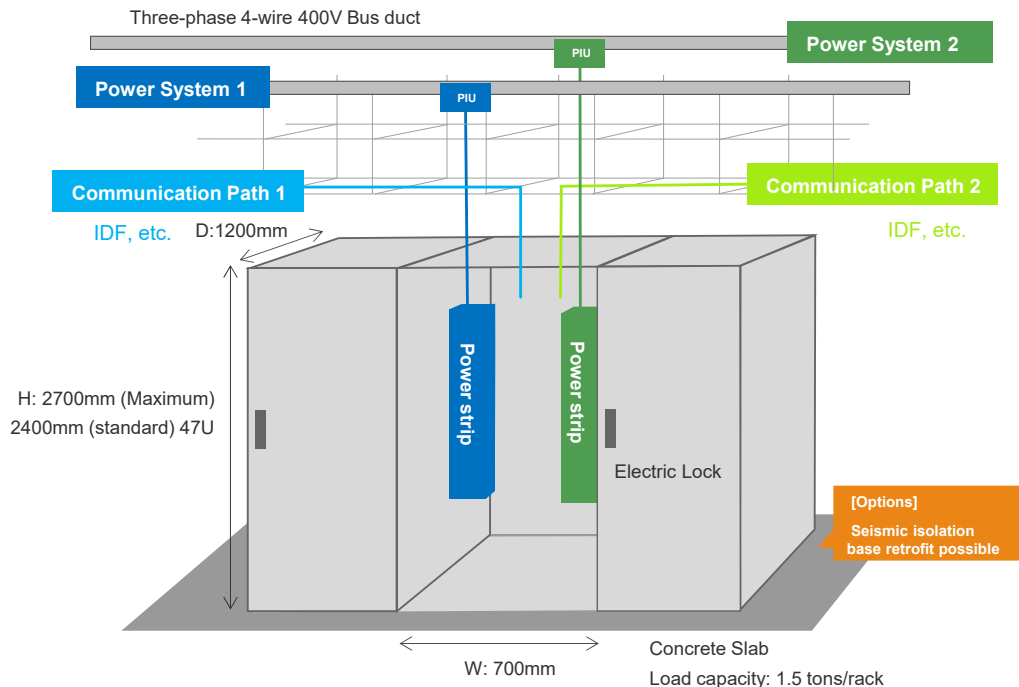 Three-phase 4-wire 400V Bus duct
Power System 2
PIU
Power System 1
PIU
Communication Path 1
Communication Path 2
IDF, etc.
IDF, etc.
D:1200mm
Power strip
Power strip
H: 2700mm (Maximum)
2400mm (standard) 47U
Electric Lock
[Options]
Seismic isolation
base retrofit possible
W: 700mm
Concrete Slab
Load capacity: 1.5 tons/rack